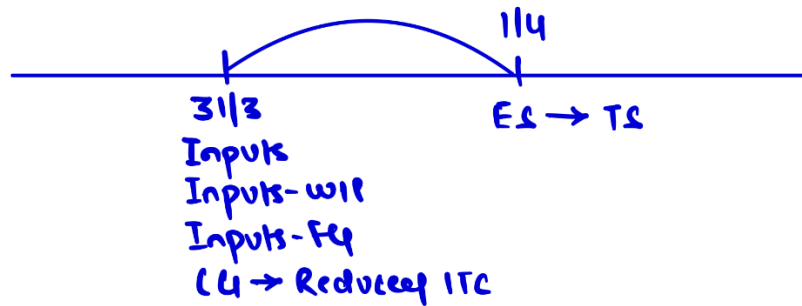 1/4
31/3
ES → TS
Inputs
Inputs-WIP
Inputs-FG
CG → Reduced ITC